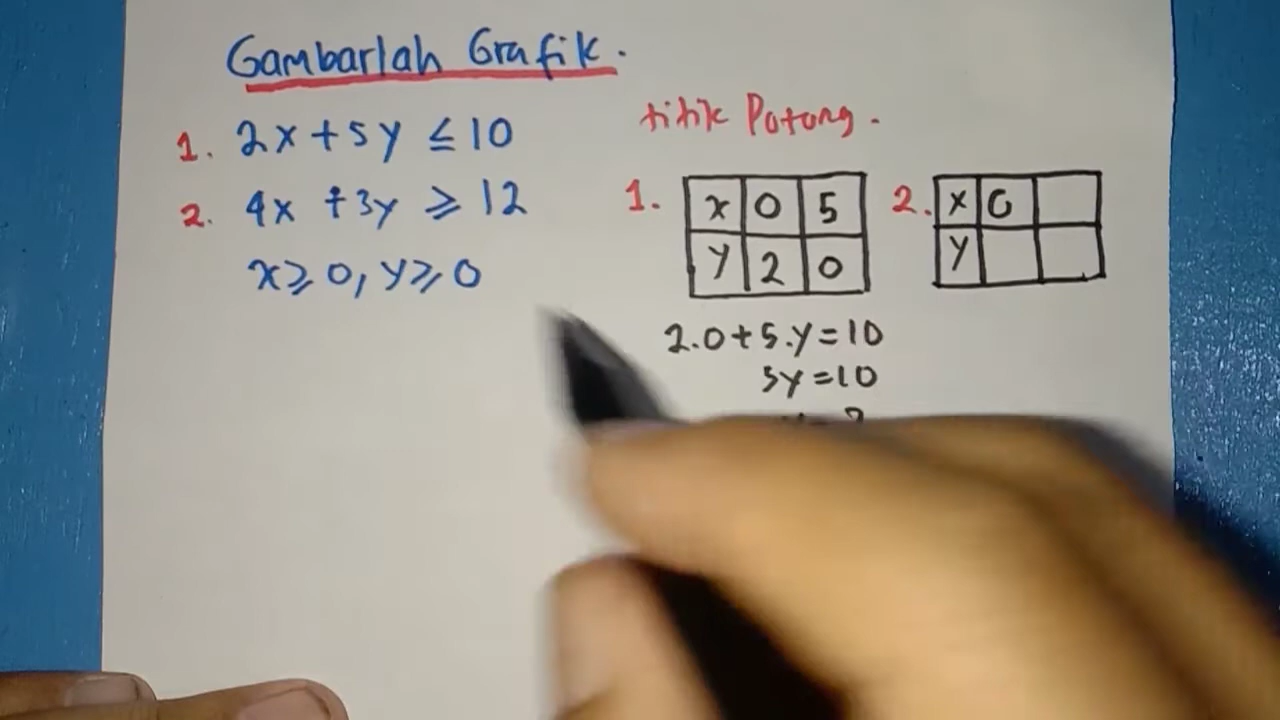 Gambarlah Grafik.
1. 2x + 5y ≤ 10
2. 4x + 3y ≥ 12
x ≥ 0, y ≥ 0
titik Potong.
1. x 0 5
y 2 0
2. x 0
y
2.0 + 5.y = 10
5y = 10